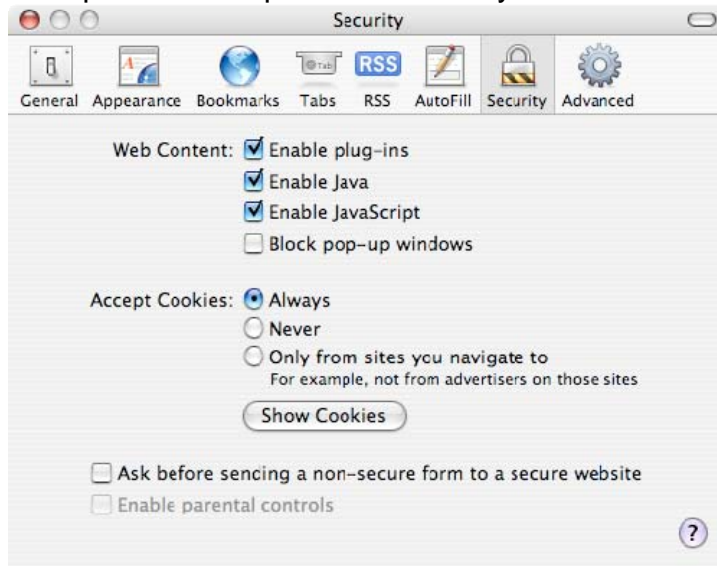 Security
General Appearance Bookmarks Tabs RSS AutoFill Security Advanced
Web Content: Enable plug-ins
Enable Java
Enable JavaScript
Block pop-up windows
Accept Cookies: Always
Never
Only from sites you navigate to
For example, not from advertisers on those sites
Show Cookies
Ask before sending a non-secure form to a secure website
Enable parental controls
?